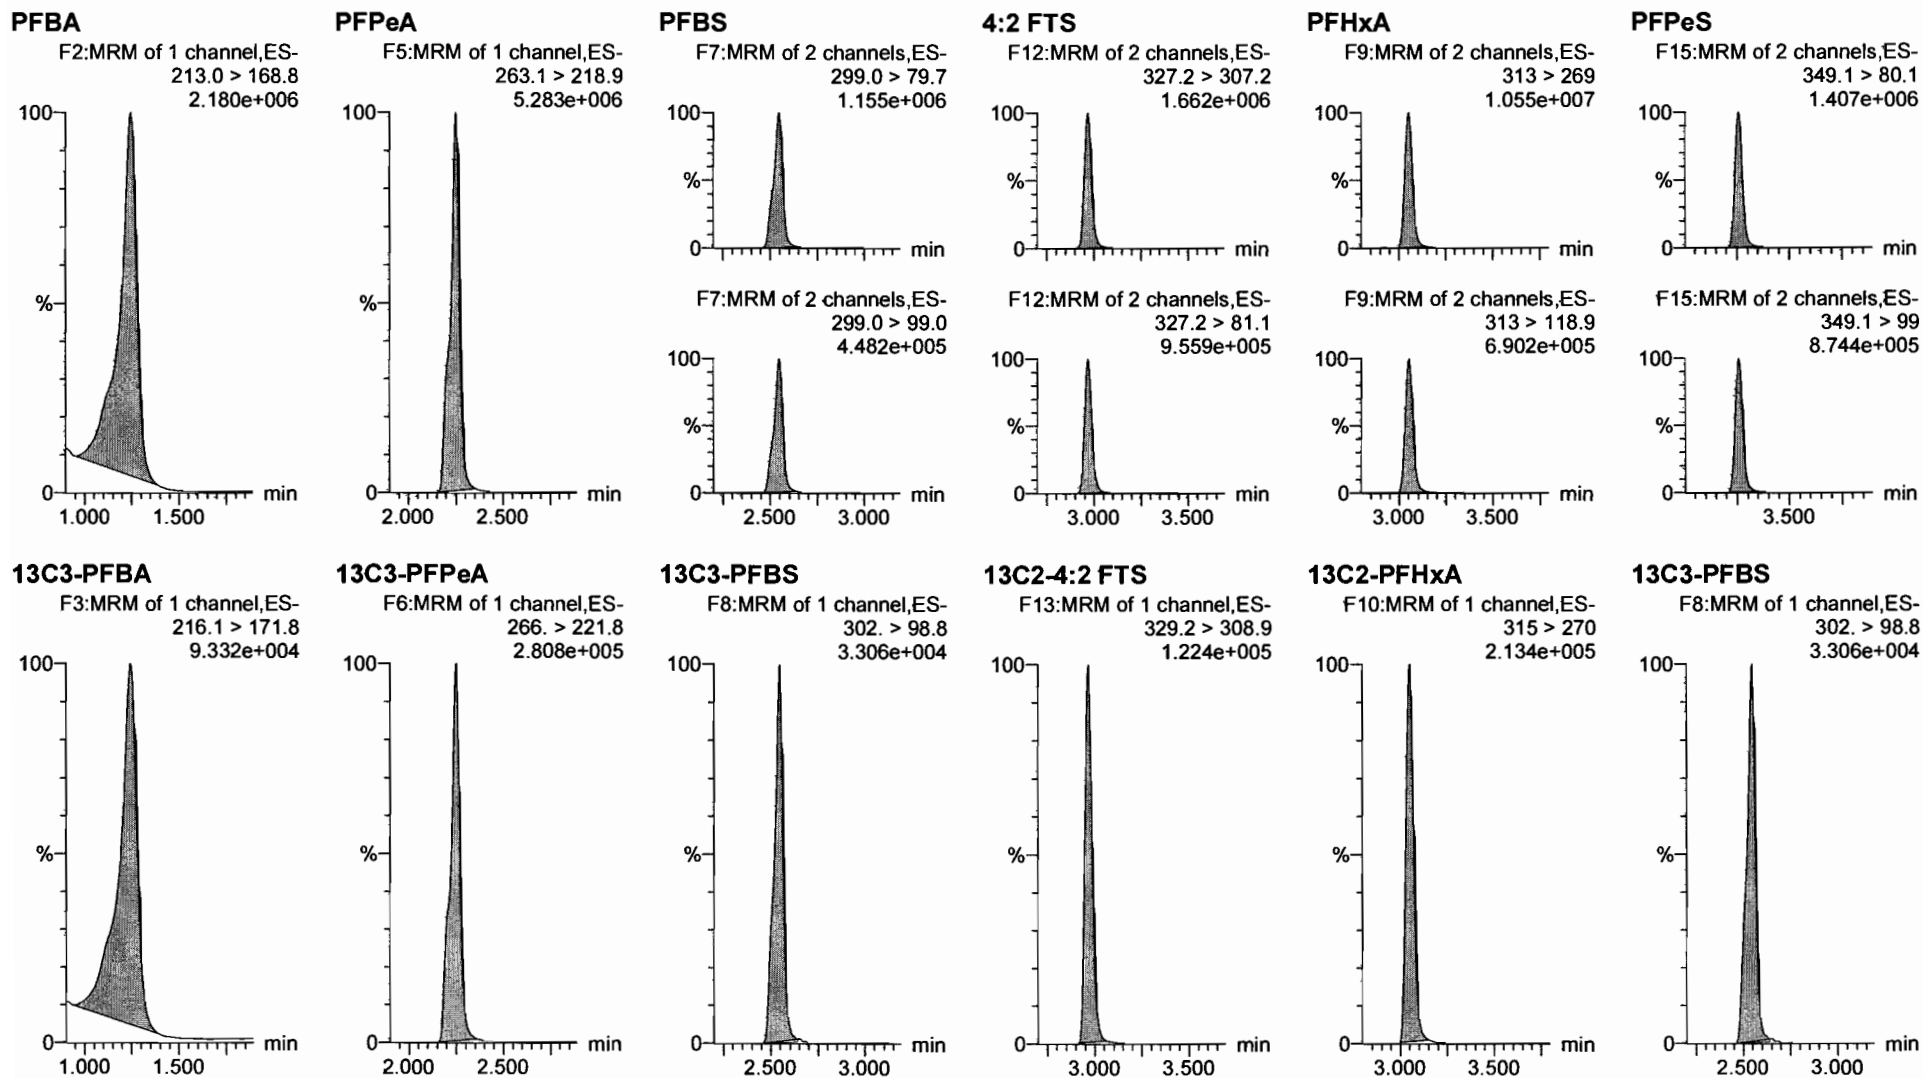 PFBA
F2:MRM of 1 channel,ES-
213.0 > 168.8
2.180e+006
100
%
0
min
1.000 1.500
PFPeA
F5:MRM of 1 channel,ES-
263.1 > 218.9
5.283e+006
100
%
0
min
2.000 2.500
PFBS
F7:MRM of 2 channels,ES-
299.0 > 79.7
1.155e+006
100
%
0
min
F7:MRM of 2 channels,ES-
299.0 > 99.0
4.482e+005
100
%
0
min
2.500 3.000
4:2 FTS
F12:MRM of 2 channels,ES-
327.2 > 307.2
1.662e+006
100
%
0
min
F12:MRM of 2 channels,ES-
327.2 > 81.1
9.559e+005
100
%
0
min
3.000 3.500
PFHxA
F9:MRM of 2 channels,ES-
313 > 269
1.055e+007
100
%
0
min
F9:MRM of 2 channels,ES-
313 > 118.9
6.902e+005
100
%
0
min
3.000 3.500
PFPeS
F15:MRM of 2 channels,ES-
349.1 > 80.1
1.407e+006
100
%
0
min
F15:MRM of 2 channels,ES-
349.1 > 99
8.744e+005
100
%
0
min
3.500
13C3-PFBA
F3:MRM of 1 channel,ES-
216.1 > 171.8
9.332e+004
100
%
0
min
1.000 1.500
13C3-PFPeA
F6:MRM of 1 channel,ES-
266. > 221.8
2.808e+005
100
%
0
min
2.000 2.500
13C3-PFBS
F8:MRM of 1 channel,ES-
302. > 98.8
3.306e+004
100
%
0
min
2.500 3.000
13C2-4:2 FTS
F13:MRM of 1 channel,ES-
329.2 > 308.9
1.224e+005
100
%
0
min
3.000 3.500
13C2-PFHxA
F10:MRM of 1 channel,ES-
315 > 270
2.134e+005
100
%
0
min
3.000 3.500
13C3-PFBS
F8:MRM of 1 channel,ES-
302. > 98.8
3.306e+004
100
%
0
min
2.500 3.000